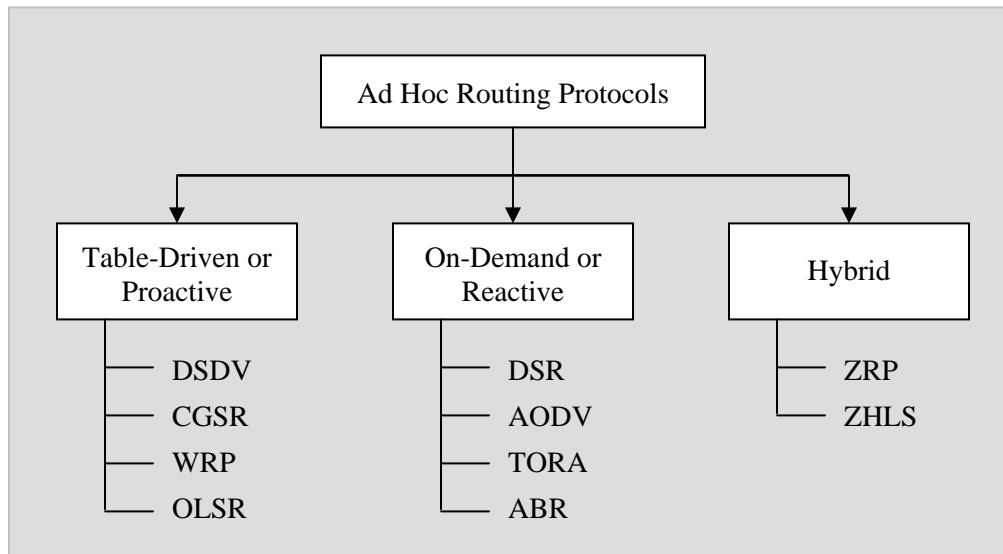 Ad Hoc Routing Protocols
Table-Driven or
Proactive
DSDV
CGSR
WRP
OLSR
On-Demand or
Reactive
DSR
AODV
TORA
ABR
Hybrid
ZRP
ZHLS